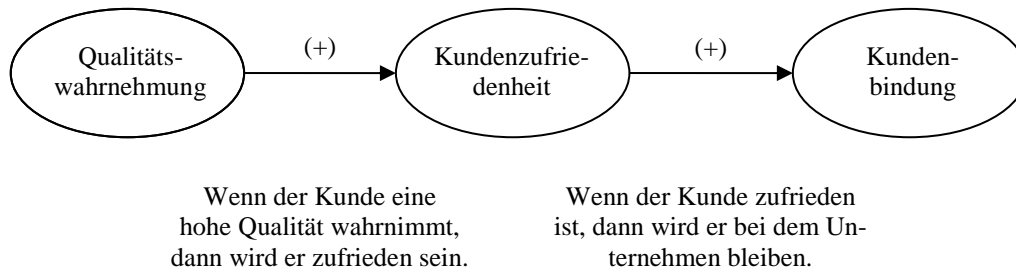 Qualitäts-
wahrnehmung
(+)
Kundenzufrie-
denheit
(+)
Kunden-
bindung
Wenn der Kunde eine
hohe Qualität wahrnimmt,
dann wird er zufrieden sein.
Wenn der Kunde zufrieden
ist, dann wird er bei dem Un-
ternehmen bleiben.